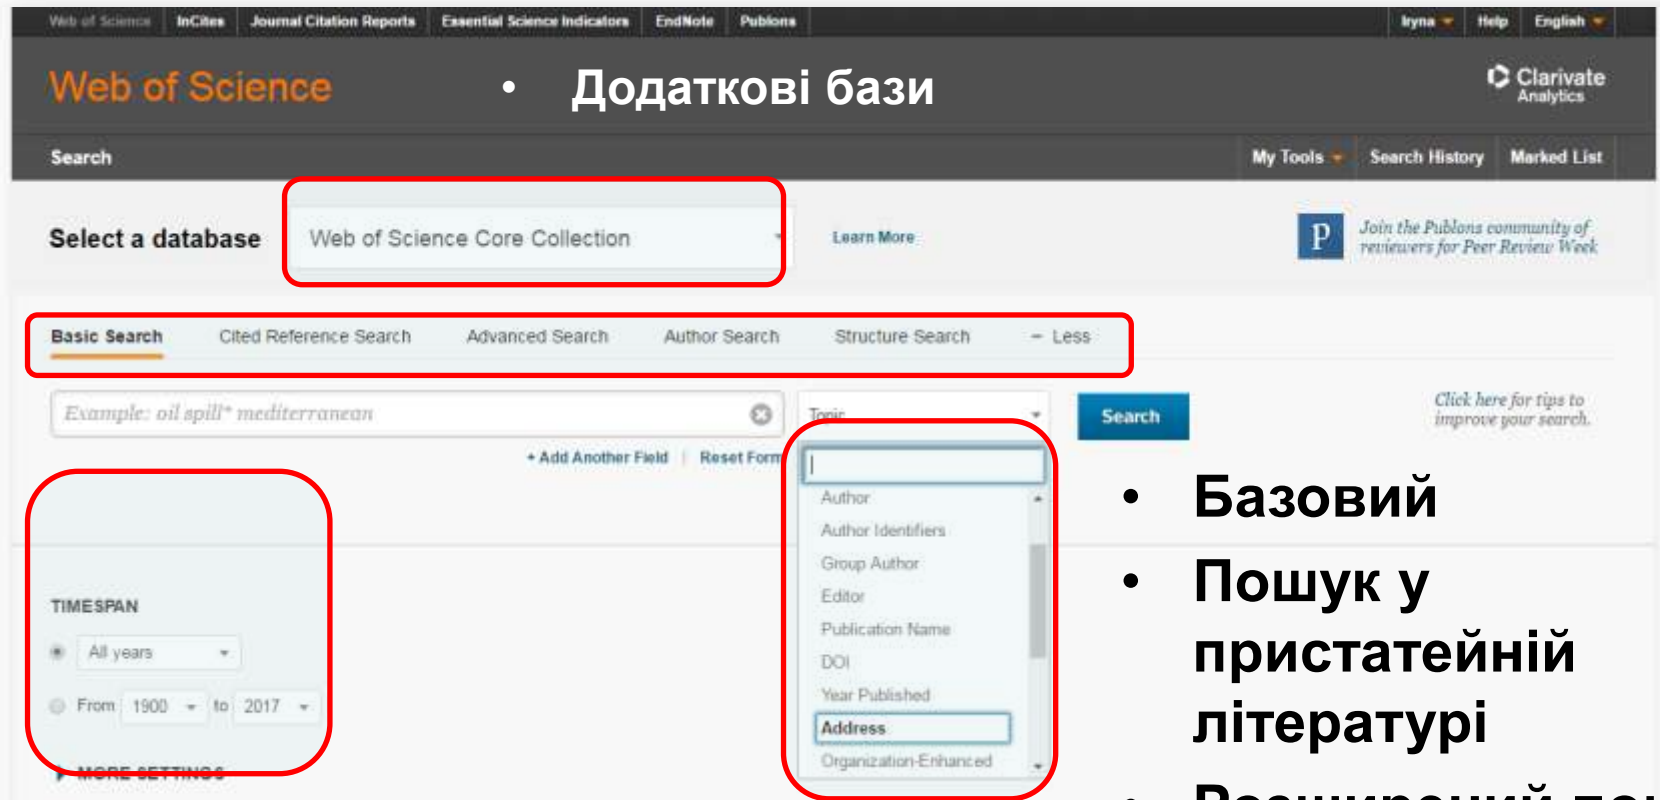 Web of Science InCites Journal Citation Reports Essential Science Indicators EndNote Publons Iryna Help English
Web of Science
• Додаткові бази
Clarivate
Analytics
Search My Tools Search History Marked List
Select a database Web of Science Core Collection Learn More
P Join the Publons community of
reviewers for Peer Review Week
Basic Search Cited Reference Search Advanced Search Author Search Structure Search – Less
Example: oil spill* mediterranean Topic Search
Click here for tips to
improve your search.
+ Add Another Field | Reset Form
Author
Author Identifiers
Group Author
Editor
Publication Name
DOI
Year Published
Address
Organization-Enhanced
TIMESPAN
All years
From 1900 to 2017
MORE SETTINGS
• Базовий
• Пошук у
пристатейній
літературі
• Розширений